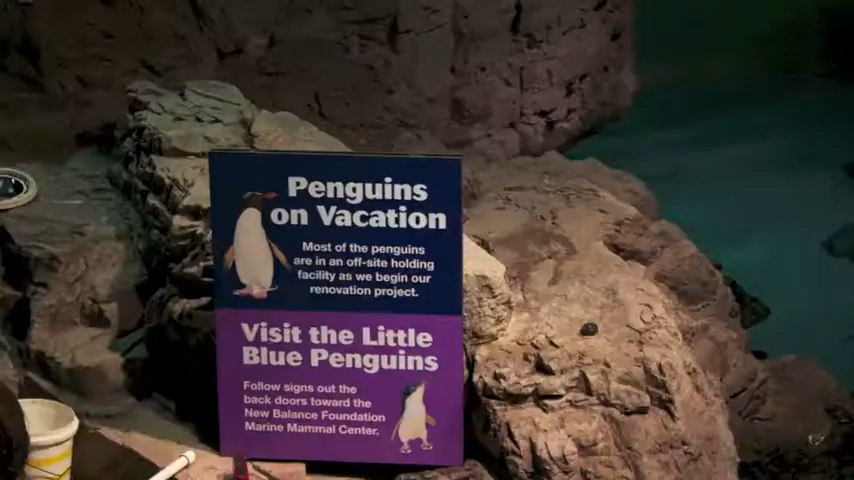 Penguins
on Vacation
Most of the penguins
are in an off-site holding
facility as we begin our
renovation project.
Visit the Little
Blue Penguins
Follow signs out the
back doors toward the
New Balance Foundation
Marine Mammal Center.